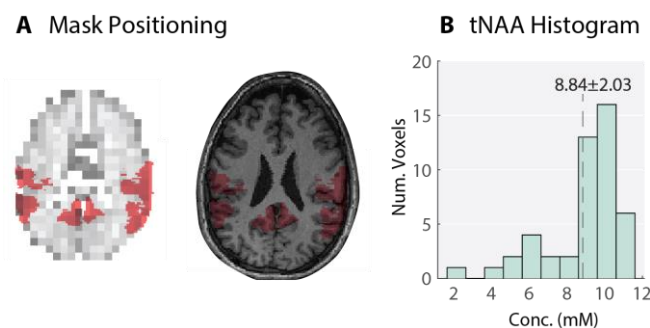 A Mask Positioning
B tNAA Histogram
20
8.84±2.03
15
10
5
0
Num. Voxels
2 4 6 8 10 12
Conc. (mM)